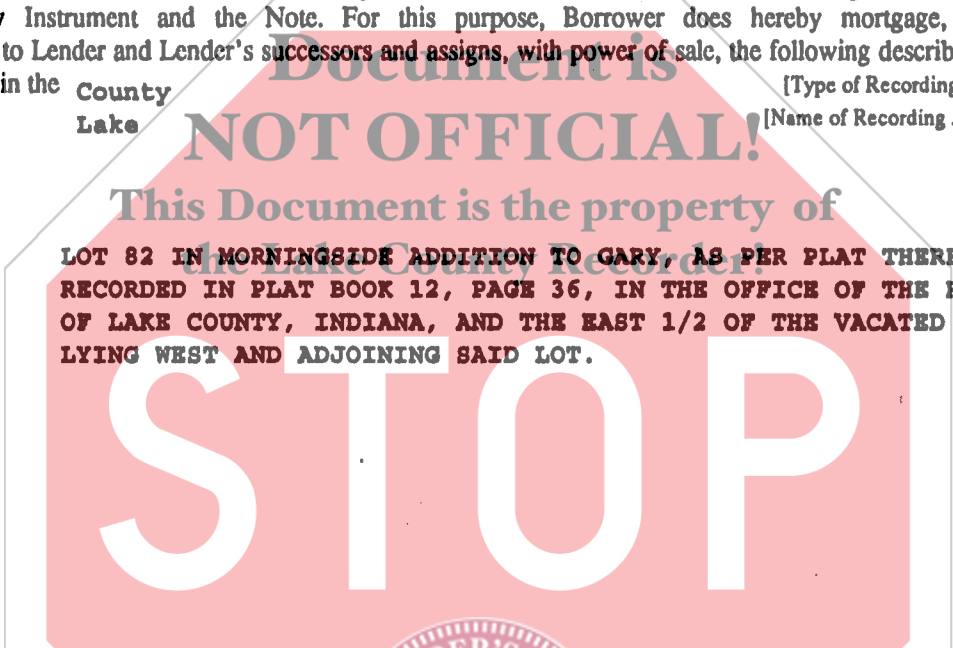 Instrument and the Note. For this purpose, Borrower does hereby mortgage,
to Lender and Lender's successors and assigns, with power of sale, the following describ
Document is
in the County [Type of Recording
Lake [Name of Recording
NOT OFFICIAL!
This Document is the property of
the Lake County Recorder!
LOT 82 IN MORNINGSIDE ADDITION TO GARY, AS PER PLAT THERE
RECORDED IN PLAT BOOK 12, PAGE 36, IN THE OFFICE OF THE
OF LAKE COUNTY, INDIANA, AND THE EAST 1/2 OF THE VACATED
LYING WEST AND ADJOINING SAID LOT.
STOP
DER'S